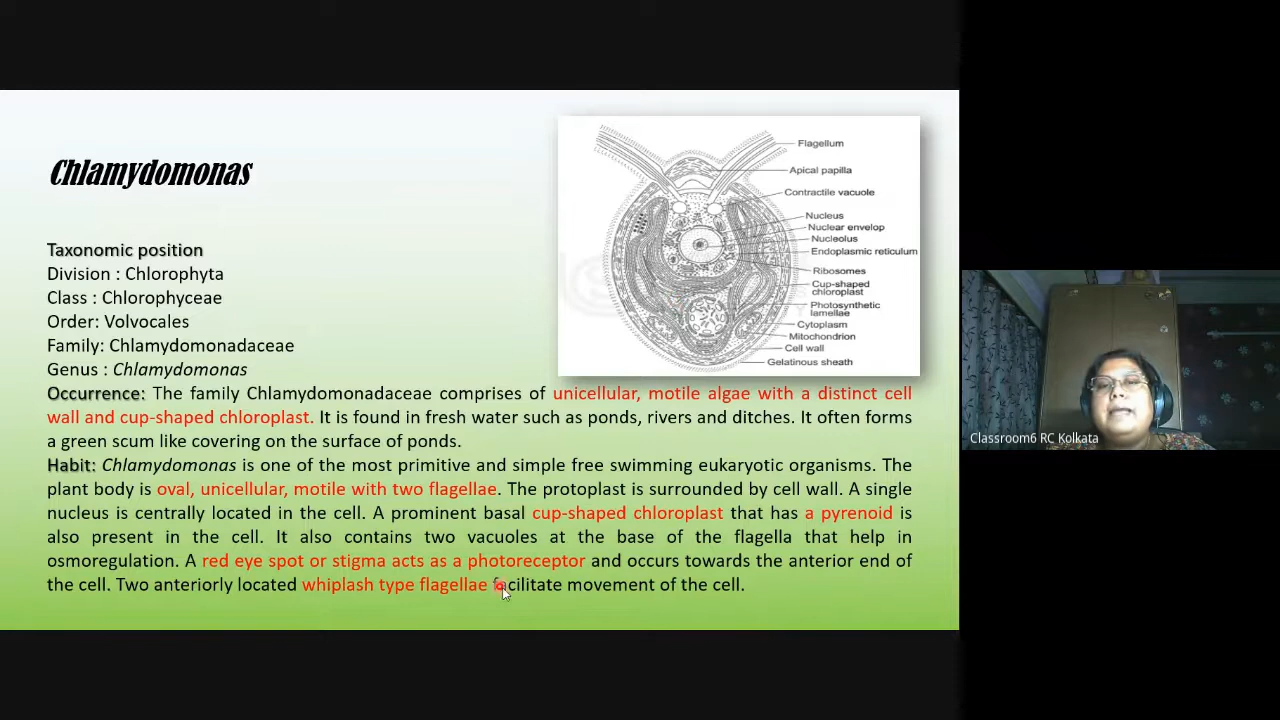 Chlamydomonas
Taxonomic position
Division : Chlorophyta
Class : Chlorophyceae
Order: Volvocales
Family: Chlamydomonadaceae
Genus : Chlamydomonas
Occurrence: The family Chlamydomonadaceae comprises of unicellular, motile algae with a distinct cell
wall and cup-shaped chloroplast. It is found in fresh water such as ponds, rivers and ditches. It often forms
a green scum like covering on the surface of ponds.
Habit: Chlamydomonas is one of the most primitive and simple free swimming eukaryotic organisms. The
plant body is oval, unicellular, motile with two flagellae. The protoplast is surrounded by cell wall. A single
nucleus is centrally located in the cell. A prominent basal cup-shaped chloroplast that has a pyrenoid is
also present in the cell. It also contains two vacuoles at the base of the flagella that help in
osmoregulation. A red eye spot or stigma acts as a photoreceptor and occurs towards the anterior end of
the cell. Two anteriorly located whiplash type flagellae facilitate movement of the cell.
Flagellum
Apical papilla
Contractile vacuole
Nucleus
Nuclear envelop
Nucleolus
Endoplasmic reticulum
Ribosomes
Cup-shaped
chloroplast
Photosynthetic
lamellae
Cytoplasm
Mitochondrion
Cell wall
Gelatinous sheath
Classroom6 RC Kolkata